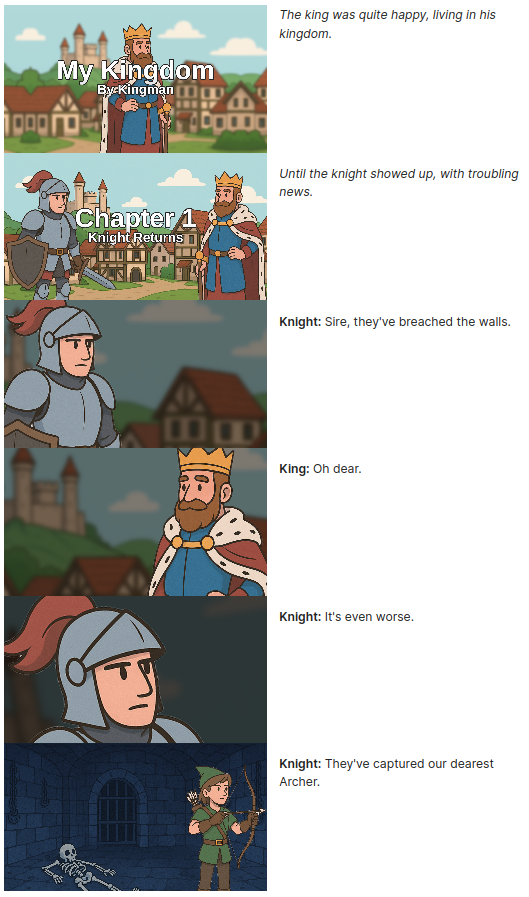 My Kingdom
By Kingman
The king was quite happy, living in his
kingdom.
Chapter 1
Knight Returns
Until the knight showed up, with troubling
news.
Knight: Sire, they've breached the walls.
King: Oh dear.
Knight: It's even worse.
Knight: They've captured our dearest
Archer.